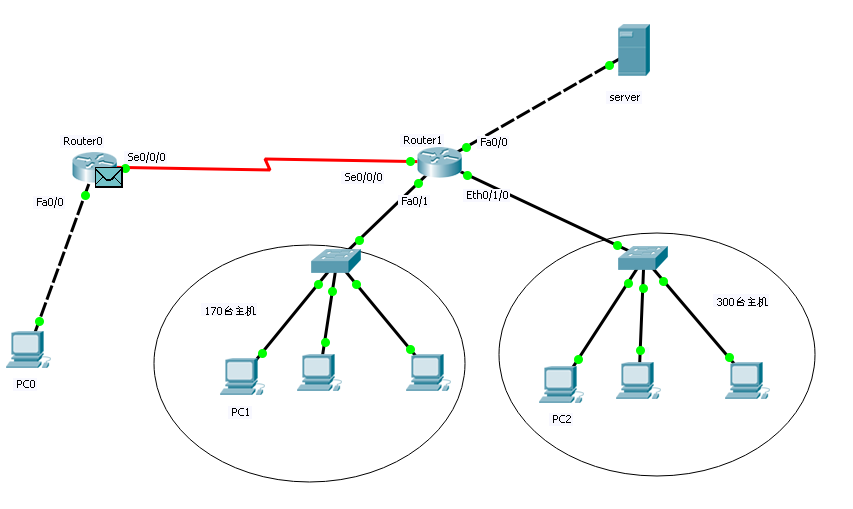 server
Router0
Router1
Fa0/0
Se0/0/0
Se0/0/0
Fa0/0
Fa0/1
Eth0/1/0
170台主机
300台主机
PC0
PC1
PC2